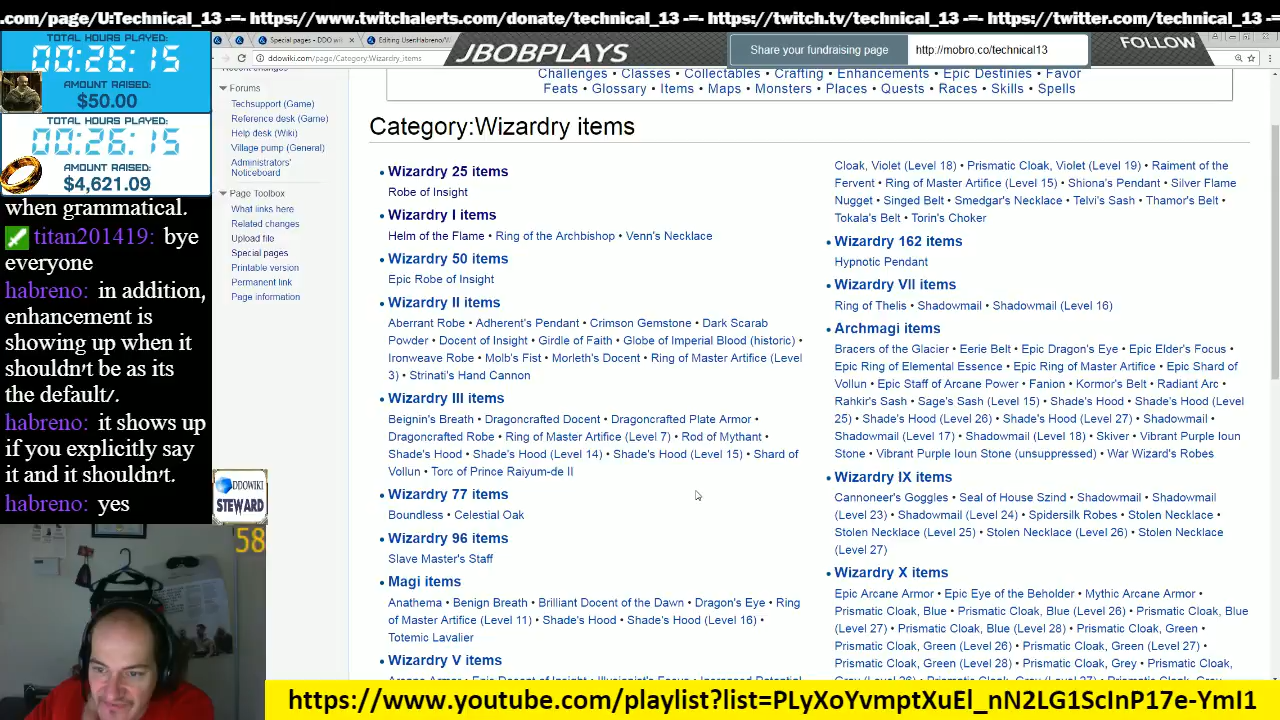 .com/page/U:Technical_13 -=- https://www.twitchalerts.com/donate/technical_13 -=- https://twitch.tv/technical_13 -=- https://twitter.com/technical_13 -=-
TOTAL HOURS PLAYED:
00:26:15
AMOUNT RAISED:
$50.00
TOTAL HOURS PLAYED:
00:26:15
AMOUNT RAISED:
$4,621.09
when grammatical.
titan201419: bye
everyone
habreno: in addition,
enhancement is
showing up when it
shouldn't be as its
the default/.
habreno: it shows up
if you explicitly say
it and it shouldn't.
habreno: yes
DDOWIKI
STEWARD
58
Special pages - DDO wi
Editing User:Habreno/W
JBOBPLAYS
Share your fundraising page
http://mobro.co/technical13
FOLLOW
ddowiki.com/page/Category:Wizardry_items
Recent changes
Forums
Techsupport (Game)
Reference desk (Game)
Help desk (Wiki)
Village pump (General)
Administrators'
Noticeboard
Page Toolbox
What links here
Related changes
Upload file
Special pages
Printable version
Permanent link
Page information
Challenges • Classes • Collectables • Crafting • Enhancements • Epic Destinies • Favor
Feats • Glossary • Items • Maps • Monsters • Places • Quests • Races • Skills • Spells
Category:Wizardry items
Wizardry 25 items
Robe of Insight
Wizardry I items
Helm of the Flame • Ring of the Archbishop • Venn's Necklace
Wizardry 50 items
Epic Robe of Insight
Wizardry II items
Aberrant Robe • Adherent's Pendant • Crimson Gemstone • Dark Scarab
Powder • Docent of Insight • Girdle of Faith • Globe of Imperial Blood (historic) •
Ironweave Robe • Molb's Fist • Morleth's Docent • Ring of Master Artifice (Level
3) • Strinati's Hand Cannon
Wizardry III items
Beignin's Breath • Dragoncrafted Docent • Dragoncrafted Plate Armor •
Dragoncrafted Robe • Ring of Master Artifice (Level 7) • Rod of Mythant •
Shade's Hood • Shade's Hood (Level 14) • Shade's Hood (Level 15) • Shard of
Vollun • Torc of Prince Raiyum-de II
Wizardry 77 items
Boundless • Celestial Oak
Wizardry 96 items
Slave Master's Staff
Magi items
Anathema • Benign Breath • Brilliant Docent of the Dawn • Dragon's Eye • Ring
of Master Artifice (Level 11) • Shade's Hood • Shade's Hood (Level 16) •
Totemic Lavalier
Wizardry V items
Cloak, Violet (Level 18) • Prismatic Cloak, Violet (Level 19) • Raiment of the
Fervent • Ring of Master Artifice (Level 15) • Shiona's Pendant • Silver Flame
Nugget • Singed Belt • Smedgar's Necklace • Telvi's Sash • Thamor's Belt •
Tokala's Belt • Torin's Choker
Wizardry 162 items
Hypnotic Pendant
Wizardry VII items
Ring of Thelis • Shadowmail • Shadowmail (Level 16)
Archmagi items
Bracers of the Glacier • Eerie Belt • Epic Dragon's Eye • Epic Elder's Focus •
Epic Ring of Elemental Essence • Epic Ring of Master Artifice • Epic Shard of
Vollun • Epic Staff of Arcane Power • Fanion • Kormor's Belt • Radiant Arc •
Rahkir's Sash • Sage's Sash (Level 15) • Shade's Hood • Shade's Hood (Level
25) • Shade's Hood (Level 26) • Shade's Hood (Level 27) • Shadowmail •
Shadowmail (Level 17) • Shadowmail (Level 18) • Skiver • Vibrant Purple Ioun
Stone • Vibrant Purple Ioun Stone (unsuppressed) • War Wizard's Robes
Wizardry IX items
Cannoneer's Goggles • Seal of House Szind • Shadowmail • Shadowmail
(Level 23) • Shadowmail (Level 24) • Spidersilk Robes • Stolen Necklace •
Stolen Necklace (Level 25) • Stolen Necklace (Level 26) • Stolen Necklace
(Level 27)
Wizardry X items
Epic Arcane Armor • Epic Eye of the Beholder • Mythic Arcane Armor •
Prismatic Cloak, Blue • Prismatic Cloak, Blue (Level 26) • Prismatic Cloak, Blue
(Level 27) • Prismatic Cloak, Blue (Level 28) • Prismatic Cloak, Green •
Prismatic Cloak, Green (Level 26) • Prismatic Cloak, Green (Level 27) •
Prismatic Cloak, Green (Level 28) • Prismatic Cloak, Grey • Prismatic Cloak,
https://www.youtube.com/playlist?list=PLyXoYvmptXuEl_nN2LG1ScInP17e-YmI1